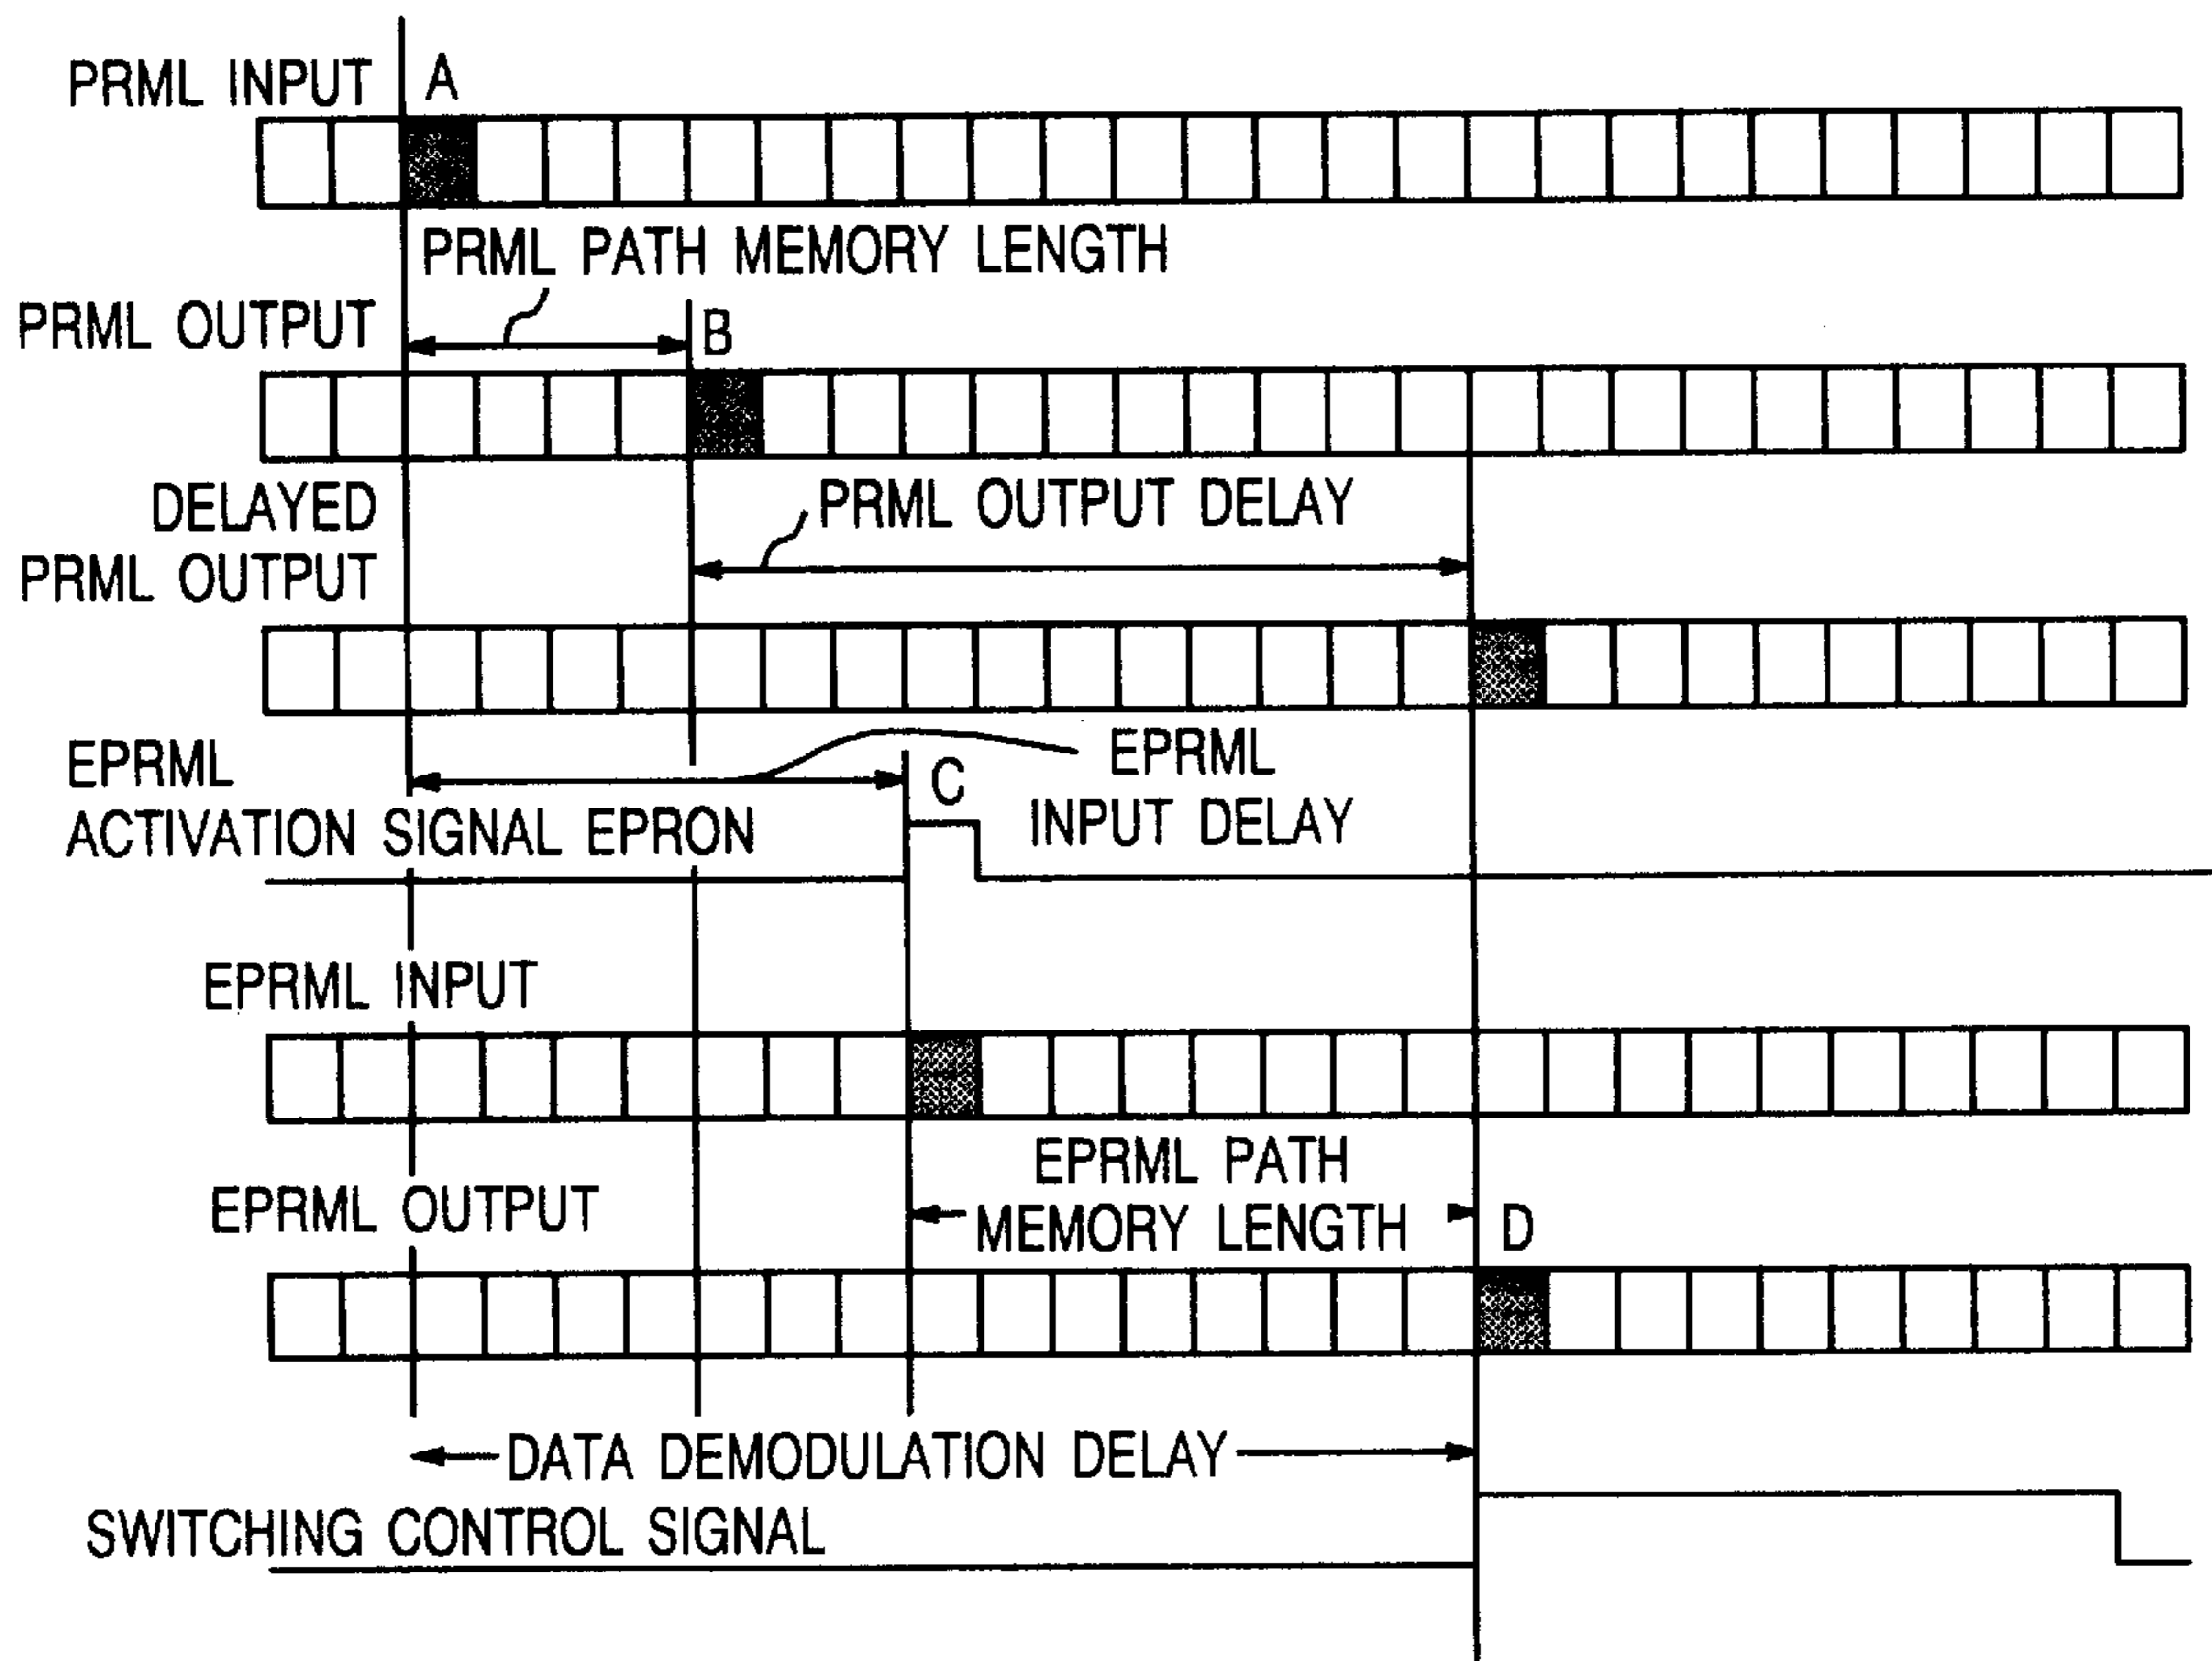 PRML INPUT
A
PRML PATH MEMORY LENGTH
PRML OUTPUT
B
DELAYED
PRML OUTPUT
PRML OUTPUT DELAY
EPRML
ACTIVATION SIGNAL EPRON
C
EPRML
INPUT DELAY
EPRML INPUT
EPRML OUTPUT
EPRML PATH
MEMORY LENGTH
D
DATA DEMODULATION DELAY
SWITCHING CONTROL SIGNAL